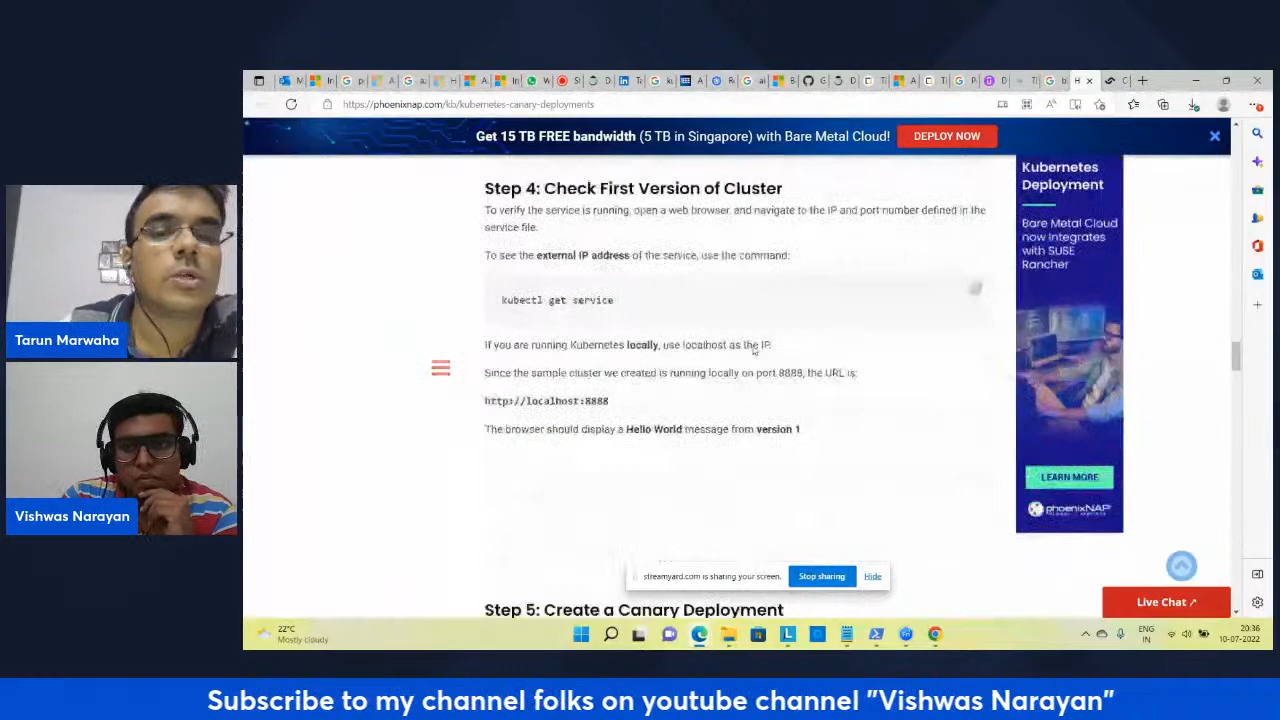 https://phoenixnap.com/kb/kubernetes-canary-deployments
Get 15 TB FREE bandwidth (5 TB in Singapore) with Bare Metal Cloud!
DEPLOY NOW
Step 4: Check First Version of Cluster
To verify the service is running, open a web browser, and navigate to the IP and port number defined in the
service file.
To see the external IP address of the service, use the command:
kubectl get service
If you are running Kubernetes locally, use localhost as the IP.
Since the sample cluster we created is running locally on port 8888, the URL is:
http://localhost:8888
The browser should display a Hello World message from version 1
Step 5: Create a Canary Deployment
Kubernetes
Deployment
Bare Metal Cloud
now integrates
with SUSE
Rancher
LEARN MORE
phoenixNAP
Live Chat
streamyard.com is sharing your screen.
Stop sharing
Hide
22°C
Mostly cloudy
ENG
IN
20:36
10-07-2022
Tarun Marwaha
Vishwas Narayan
Subscribe to my channel folks on youtube channel "Vishwas Narayan"